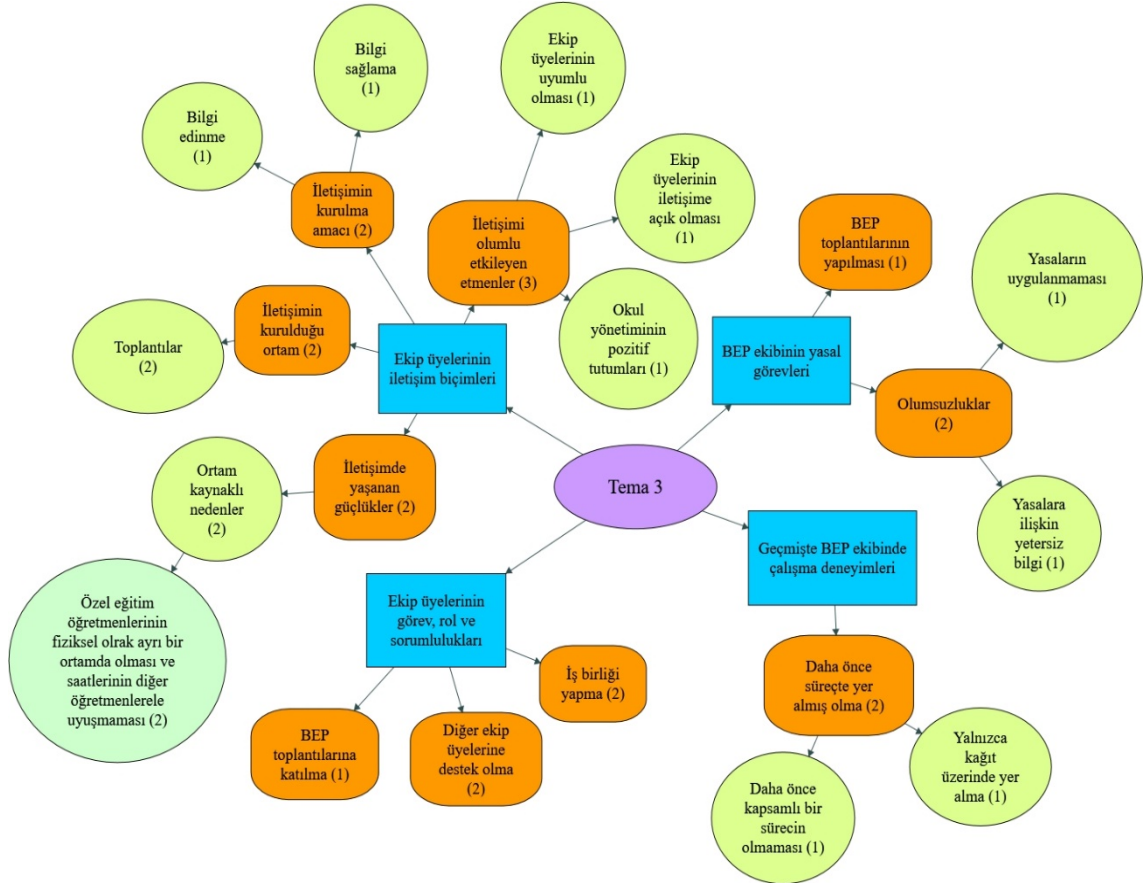 Bilgi
sağlama
(1)
Ekip
üyelerinin
uyumlu
olması (1)
Bilgi
edinme
(1)
İletişimin
kurulma
amacı (2)
İletişimi
olumlu
etkileyen
etmenler (3)
Ekip
üyelerinin
iletişime
açık olması
(1)
BEP
toplantılarının
yapılması (1)
Yasaların
uygulanmaması
(1)
Toplantılar
(2)
İletişimin
kurulduğu
ortam (2)
Ekip üyelerinin
iletişim biçimleri
Okul
yönetiminin
pozitif
tutumları (1)
BEP ekibinin yasal
görevleri
Olumsuzluklar
(2)
Ortam
kaynaklı
nedenler
(2)
İletişimde
yaşanan
güçlükler (2)
Tema 3
Yasalara
ilişkin
yetersiz
bilgi (1)
Özel eğitim
öğretmenlerinin
fiziksel olrak ayrı bir
ortamda olması ve
saatlerinin diğer
öğretmenlerele
uyuşmaması (2)
Ekip üyelerinin
görev, rol ve
sorumlulukları
Geçmişte BEP ekibinde
çalışma deneyimleri
BEP
toplantılarına
katılma (1)
Diğer ekip
üyelerine
destek olma
(2)
İş birliği
yapma (2)
Daha önce
süreçte yer
almış olma (2)
Daha önce
kapsamlı bir
sürecin
olmaması (1)
Yalnızca
kağıt
üzerinde yer
alma (1)